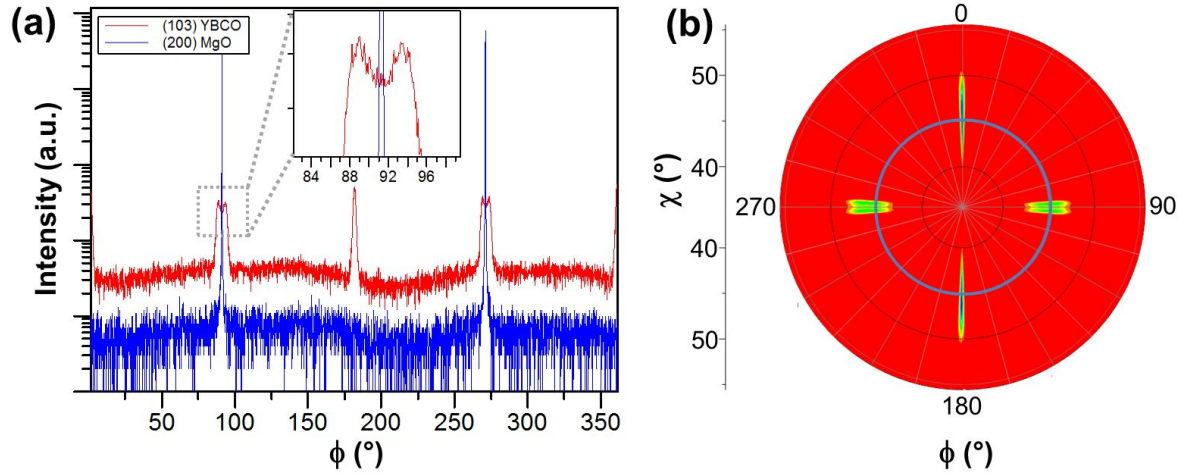 (a)
(103) YBCO
(200) MgO
Intensity (a.u.)
84 88 92 96
50 100 150 200 250 300 350
ϕ (°)
(b)
0
50
40
χ (°)
270
90
40
50
180
ϕ (°)